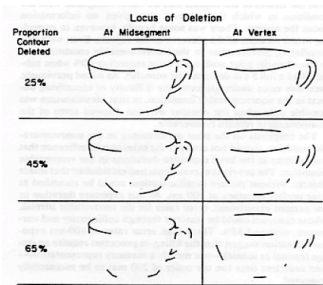 Locus of Deletion
Proportion
Contour
Deleted
At Midsegment
At Vertex
25%
45%
65%